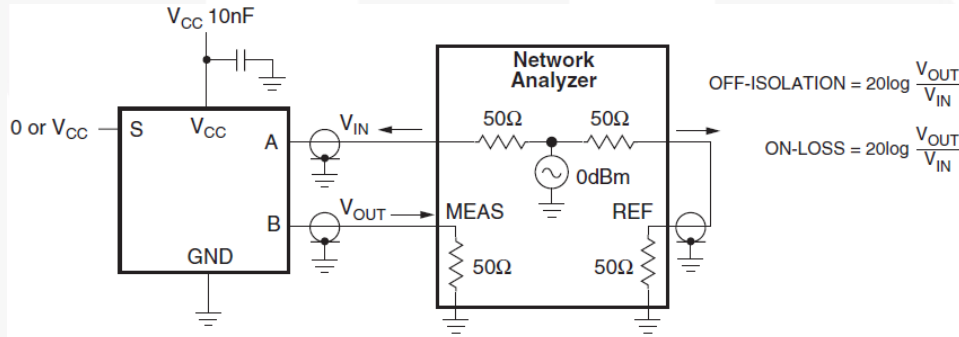 VCC 10nF
Network
Analyzer
OFF-ISOLATION = 20log VOUT
VIN
50Ω 50Ω
0 or VCC S VCC VIN
A
ON-LOSS = 20log VOUT
VIN
0dBm
VOUT MEAS REF
B
GND
50Ω 50Ω